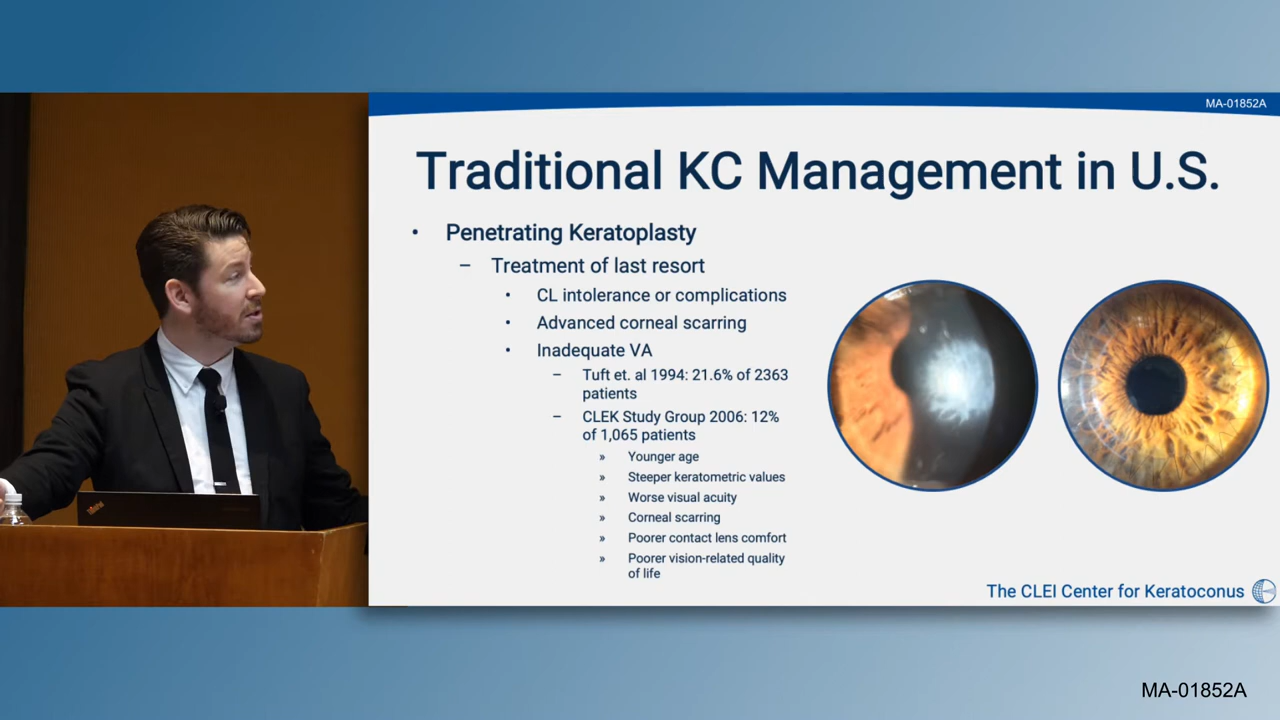 MA-01852A
Traditional KC Management in U.S.
• Penetrating Keratoplasty
– Treatment of last resort
• CL intolerance or complications
• Advanced corneal scarring
• Inadequate VA
– Tuft et. al 1994: 21.6% of 2363
patients
– CLEK Study Group 2006: 12%
of 1,065 patients
» Younger age
» Steeper keratometric values
» Worse visual acuity
» Corneal scarring
» Poorer contact lens comfort
» Poorer vision-related quality
of life
The CLEI Center for Keratoconus
MA-01852A